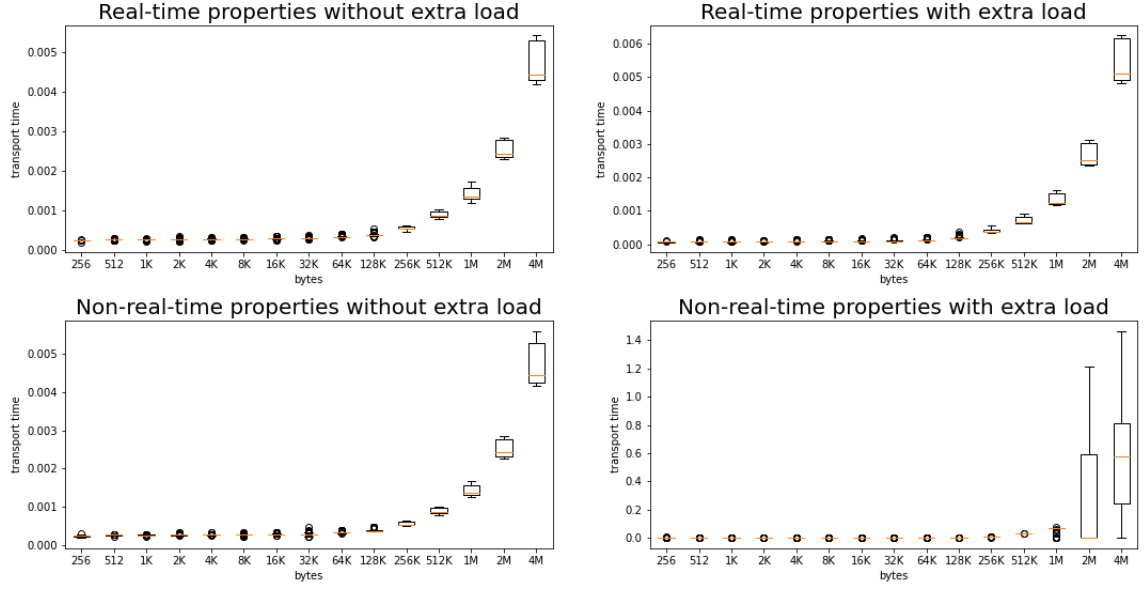 Real-time properties without extra load
transport time
0.005
0.004
0.003
0.002
0.001
0.000
256 512 1K 2K 4K 8K 16K 32K 64K 128K 256K 512K 1M 2M 4M
bytes
Real-time properties with extra load
transport time
0.006
0.005
0.004
0.003
0.002
0.001
0.000
256 512 1K 2K 4K 8K 16K 32K 64K 128K 256K 512K 1M 2M 4M
bytes
Non-real-time properties without extra load
transport time
0.005
0.004
0.003
0.002
0.001
0.000
256 512 1K 2K 4K 8K 16K 32K 64K 128K 256K 512K 1M 2M 4M
bytes
Non-real-time properties with extra load
transport time
1.4
1.2
1.0
0.8
0.6
0.4
0.2
0.0
256 512 1K 2K 4K 8K 16K 32K 64K 128K 256K 512K 1M 2M 4M
bytes